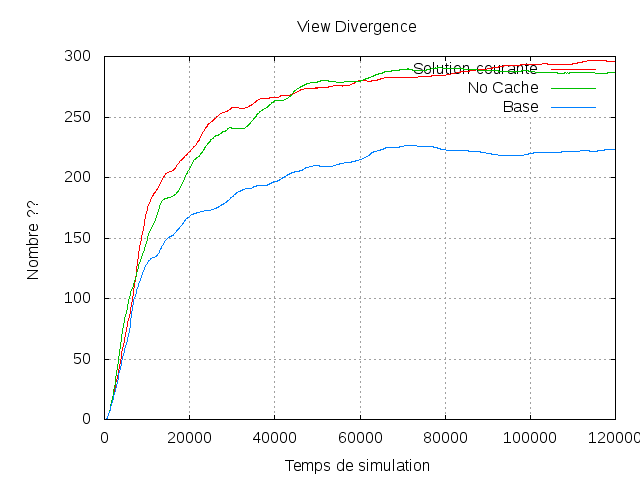 View Divergence
300
250
200
150
100
50
0
Nombre ??
Solution courante
No Cache
Base
0 20000 40000 60000 80000 100000 120000
Temps de simulation